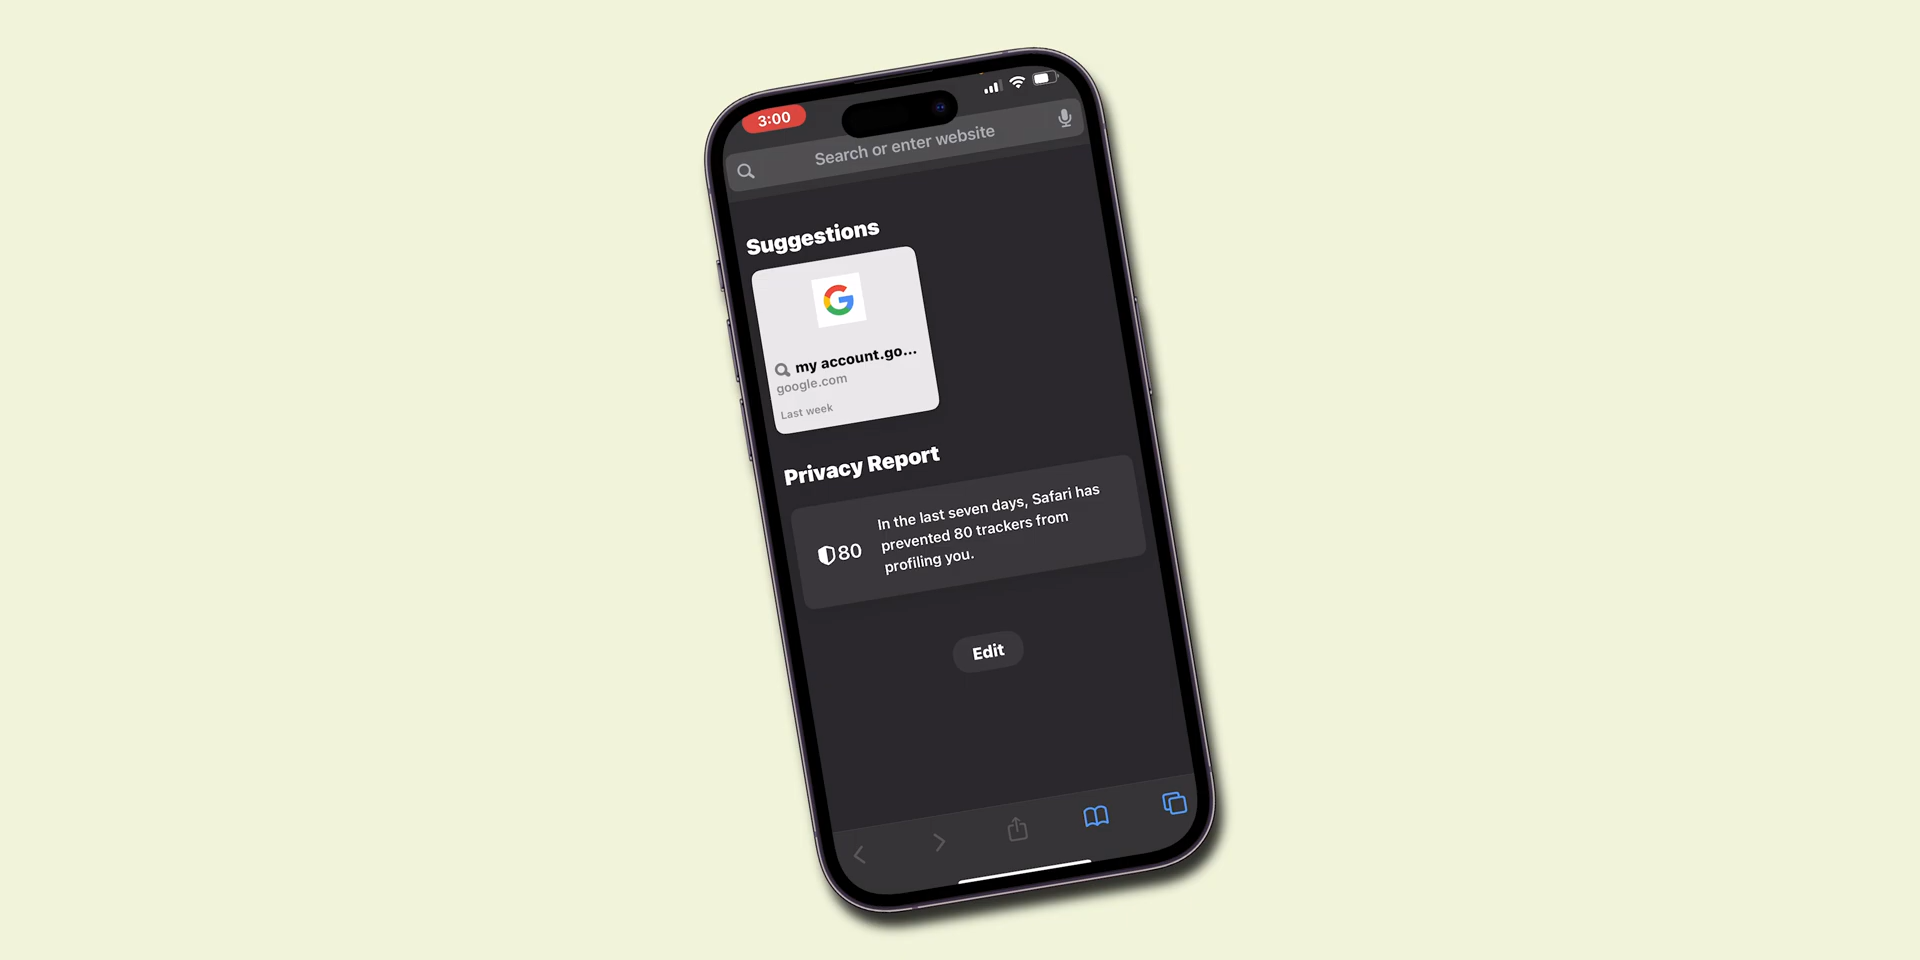 3:00
Search or enter website
Suggestions
my account.go...
google.com
Last week
Privacy Report
80
In the last seven days, Safari has
prevented 80 trackers from
profiling you.
Edit